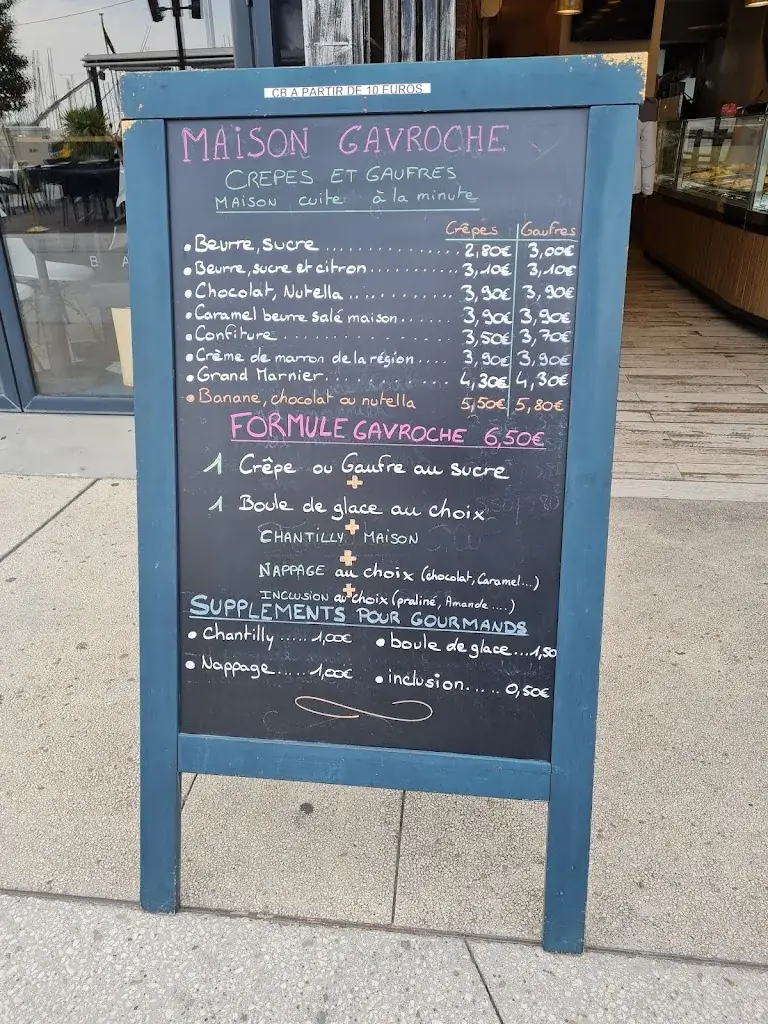 CB A PARTIR DE 10 EUROS
MAISON GAVROCHE
CREPES ET GAUFRES
MAISON cuite à la minute
Crêpes Gaufres
• Beurre, sucre .................. 2,80€ 3,00€
• Beurre, sucre et citron ........... 3,10€ 3,10€
• Chocolat, Nutella .............. 3,90€ 3,90€
• Caramel beurre salé maison ...... 3,90€ 3,90€
• Confiture ..................... 3,50€ 3,70€
• Crème de marron de la région .... 3,90€ 3,90€
• Grand Marnier ................ 4,30€ 4,30€
• Banane, chocolat ou nutella 5,50€ 5,80€
FORMULE GAVROCHE 6,50€
1 Crêpe ou Gaufre au sucre
+
1 Boule de glace au choix
+
CHANTILLY MAISON
+
NAPPAGE au choix (chocolat, Caramel...)
+
INCLUSION au choix (praliné, Amande....)
SUPPLEMENTS POUR GOURMANDS
• Chantilly ...... 1,00€ • boule de glace...1,50
• Nappage..... 1,00€ • inclusion..... 0,50€